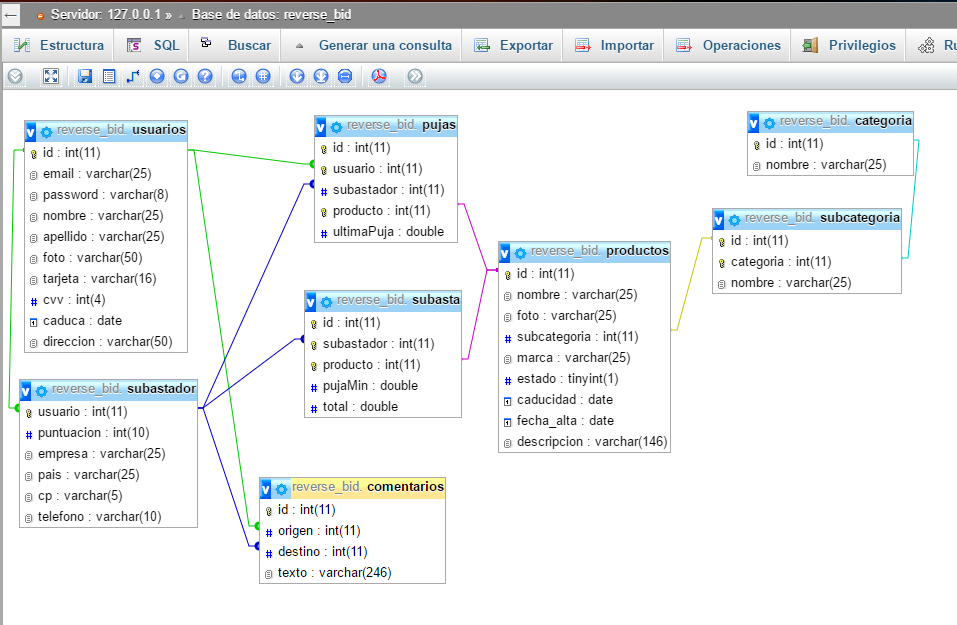 Servidor: 127.0.0.1 » Base de datos: reverse_bid
Estructura SQL Buscar Generar una consulta Exportar Importar Operaciones Privilegios Ru
reverse_bid. usuarios
id : int(11)
email : varchar(25)
password : varchar(8)
nombre : varchar(25)
apellido : varchar(25)
foto : varchar(50)
tarjeta : varchar(16)
cvv : int(4)
caduca : date
direccion : varchar(50)
reverse_bid. subastador
usuario : int(11)
puntuacion : int(10)
empresa : varchar(25)
pais : varchar(25)
cp : varchar(5)
telefono : varchar(10)
reverse_bid. pujas
id : int(11)
usuario : int(11)
subastador : int(11)
producto : int(11)
ultimaPuja : double
reverse_bid. subasta
id : int(11)
subastador : int(11)
producto : int(11)
pujaMin : double
total : double
reverse_bid. comentarios
id : int(11)
origen : int(11)
destino : int(11)
texto : varchar(246)
reverse_bid. productos
id : int(11)
nombre : varchar(25)
foto : varchar(25)
subcategoria : int(11)
marca : varchar(25)
estado : tinyint(1)
caducidad : date
fecha_alta : date
descripcion : varchar(146)
reverse_bid. categoria
id : int(11)
nombre : varchar(25)
reverse_bid. subcategoria
id : int(11)
categoria : int(11)
nombre : varchar(25)